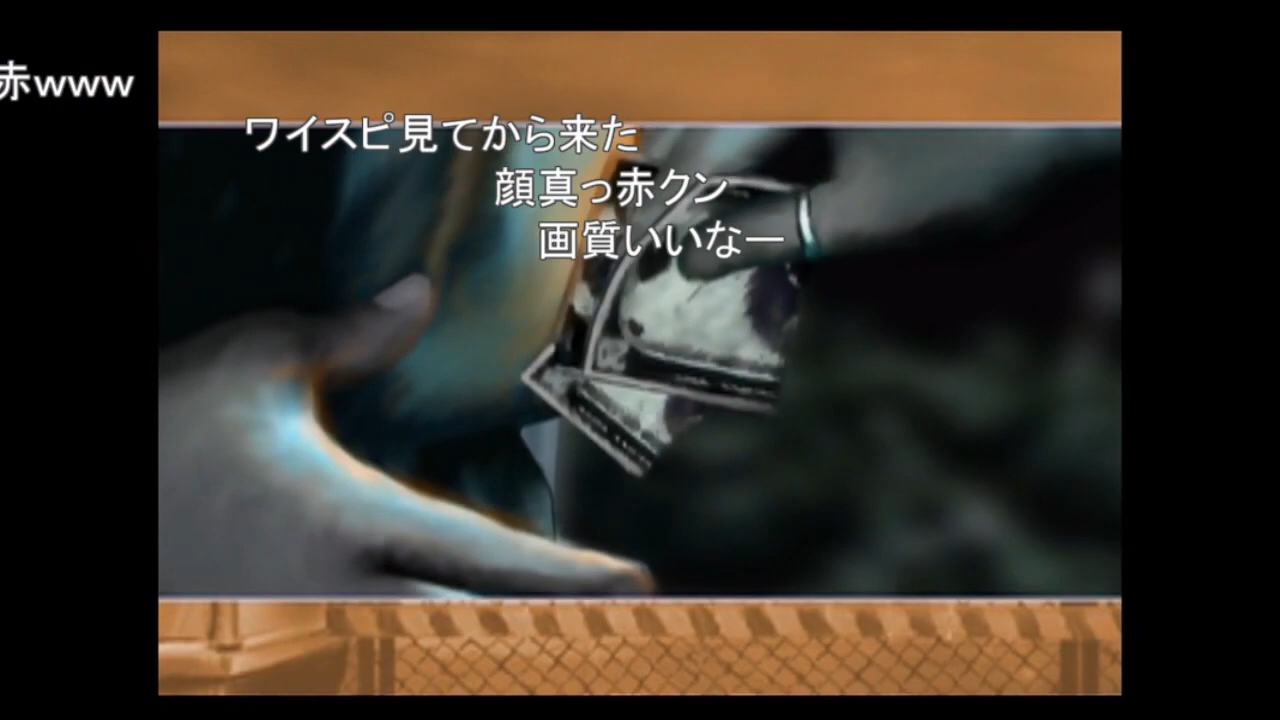 赤www
ワイスピ見てから来た
顔真っ赤クン
画質いいなー